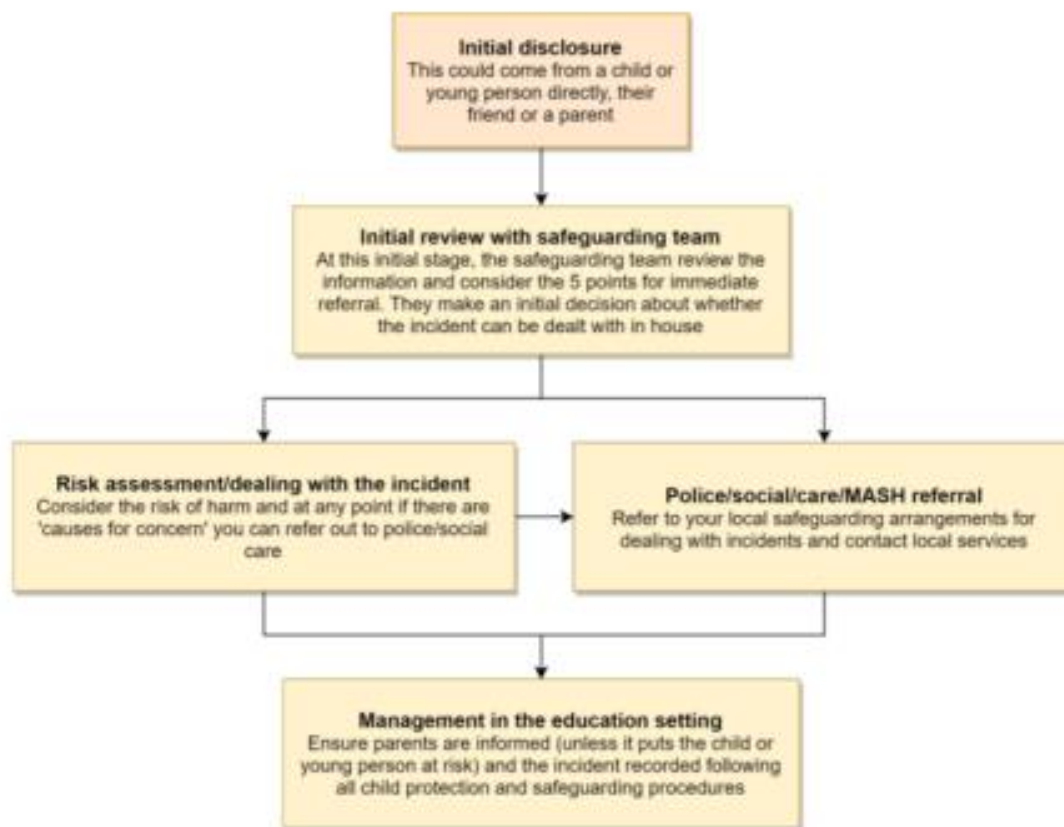 Initial disclosure
This could come from a child or
young person directly, their
friend or a parent
Initial review with safeguarding team
At this initial stage, the safeguarding team review the
information and consider the 5 points for immediate
referral. They make an initial decision about whether
the incident can be dealt with in house
Risk assessment/dealing with the incident
Consider the risk of harm and at any point if there are
'causes for concern' you can refer out to police/social
care
Police/social/care/MASH referral
Refer to your local safeguarding arrangements for
dealing with incidents and contact local services
Management in the education setting
Ensure parents are informed (unless it puts the child or
young person at risk) and the incident recorded following
all child protection and safeguarding procedures